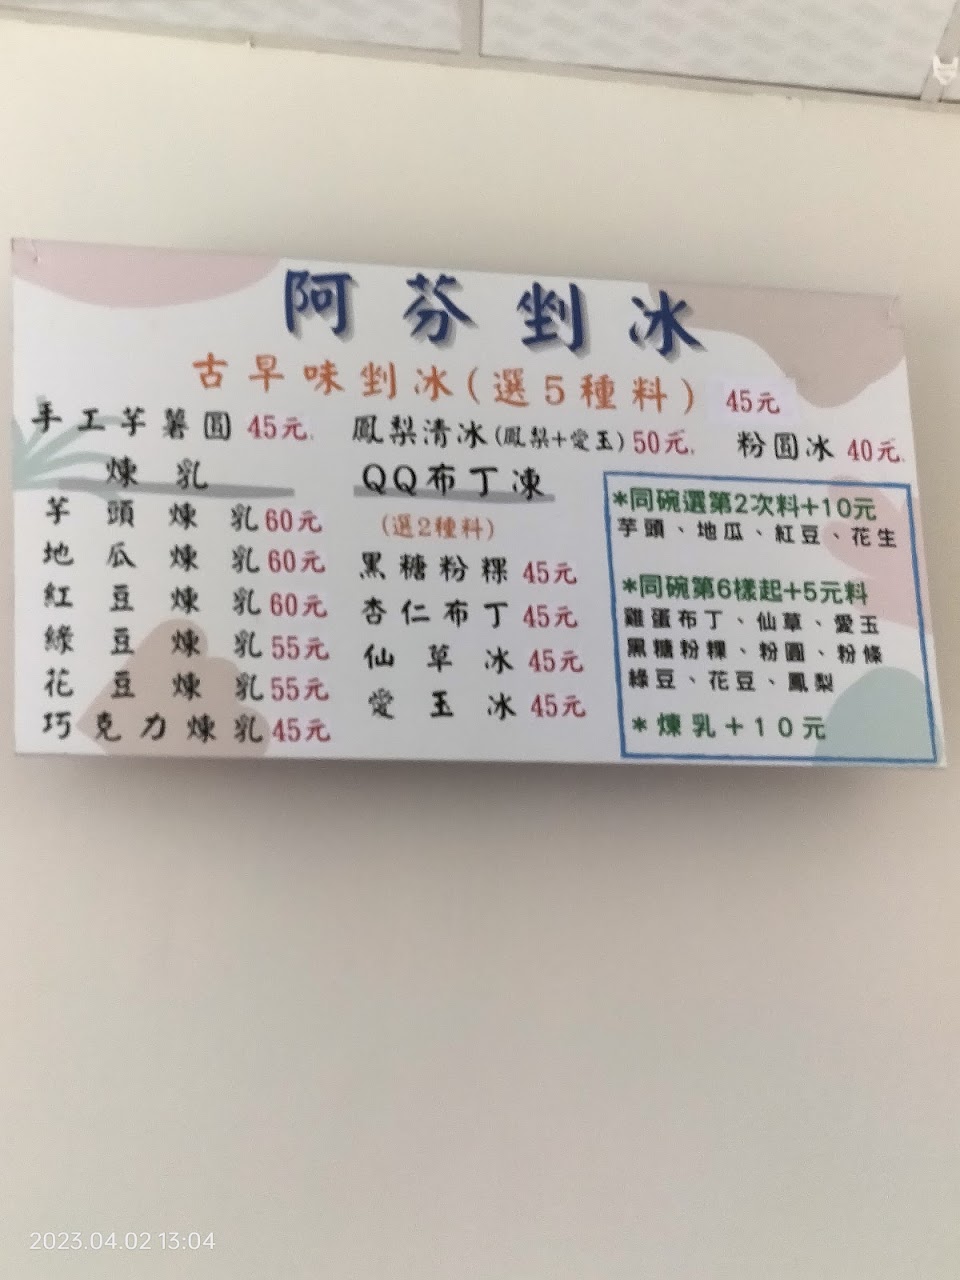 阿芬剉冰
古早味剉冰(選5種料) 45元
手工芋薯圓 45元. 鳳梨清冰(鳳梨+愛玉)50元. 粉圓冰 40元.
煉乳
芋頭煉乳60元
地瓜煉乳60元
紅豆煉乳60元
綠豆煉乳55元
花豆煉乳55元
巧克力煉乳45元
QQ布丁凍
(選2種料)
黑糖粉粿 45元
杏仁布丁 45元
仙草冰 45元
愛玉冰 45元
*同碗選第2次料+10元
芋頭、地瓜、紅豆、花生
*同碗第6樣起+5元料
雞蛋布丁、仙草、愛玉
黑糖粉粿、粉圓、粉條
綠豆、花豆、鳳梨
*煉乳+10元
2023.04.02 13:04